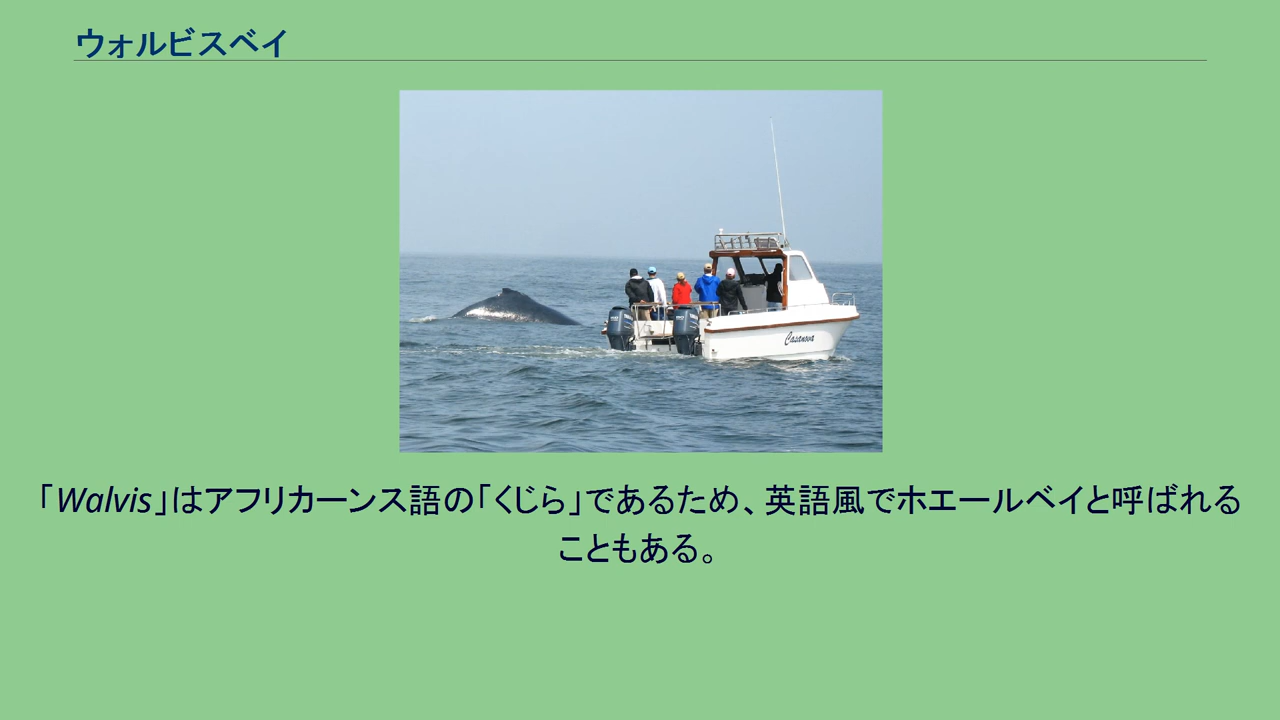 ウォルビスベイ
Casanova
「Walvis」はアフリカーンス語の「くじら」であるため、英語風でホエールベイと呼ばれる
こともある。